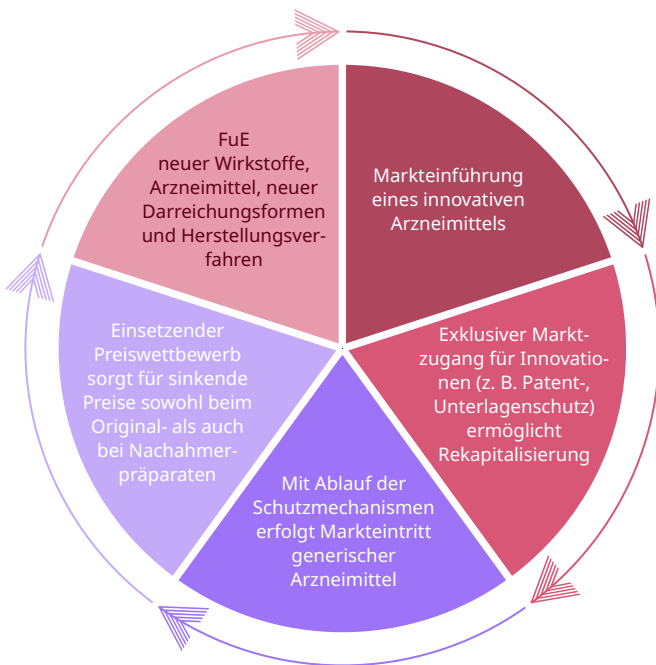 FuE
neuer Wirkstoffe,
Arzneimittel, neuer
Darreichungsformen
und Herstellungsver-
fahren
Markteinführung
eines innovativen
Arzneimittels
Exklusiver Markt-
zugang für Innovatio-
nen (z. B. Patent-,
Unterlagenschutz)
ermöglicht
Rekapitalisierung
Mit Ablauf der
Schutzmechanismen
erfolgt Markteintritt
generischer
Arzneimittel
Einsetzender
Preiswettbewerb
sorgt für sinkende
Preise sowohl beim
Original- als auch
bei Nachahmer-
präparaten